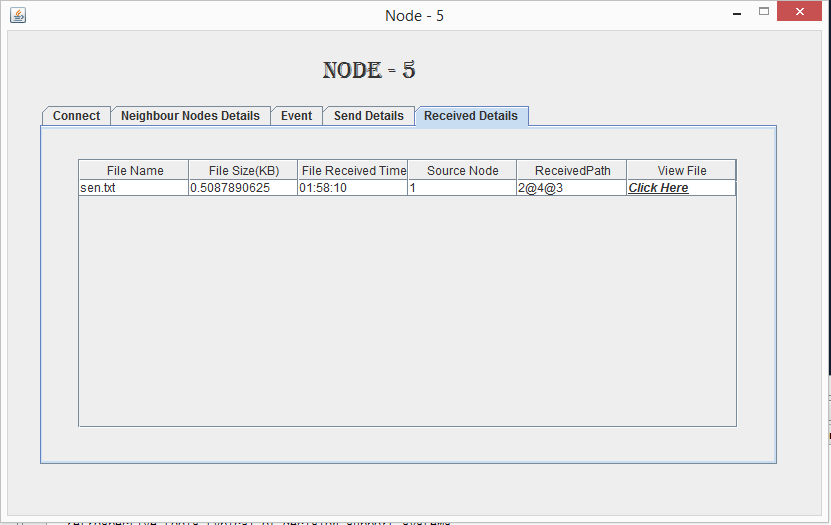 Node - 5
NODE - 5
Connect Neighbour Nodes Details Event Send Details Received Details
File Name File Size(KB) File Received Time Source Node ReceivedPath View File
sen.txt 0.5087890625 01:58:10 1 2@4@3 Click Here